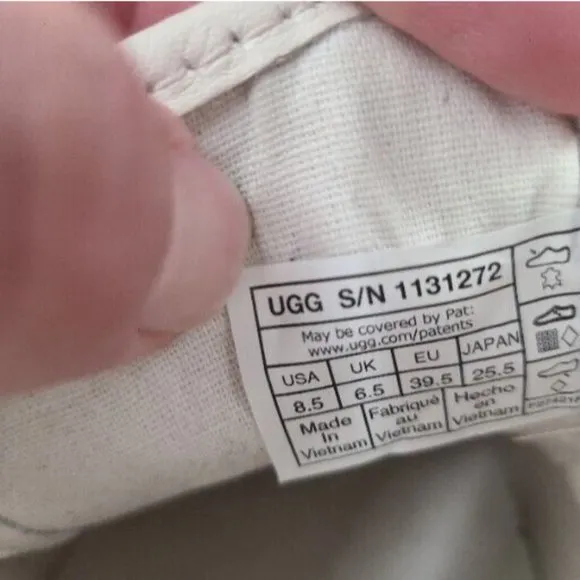 UGG S/N 1131272
May be covered by Pat:
www.ugg.com/patents
USA UK EU JAPAN
8.5 6.5 39.5 25.5
Made in Vietnam Fabriqué au Vietnam Hecho en Vietnam